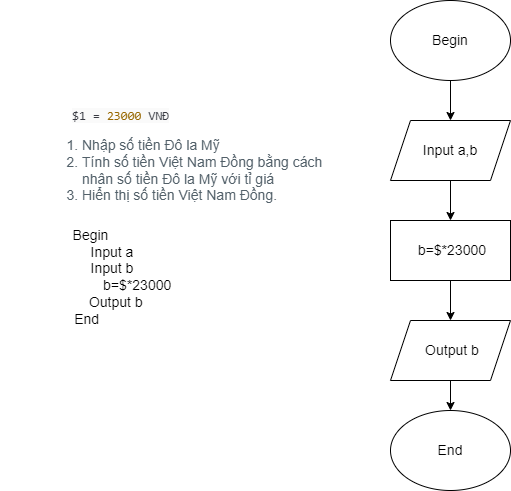 $1 = 23000 VNĐ
1. Nhập số tiền Đô la Mỹ
2. Tính số tiền Việt Nam Đồng bằng cách
nhân số tiền Đô la Mỹ với tỉ giá
3. Hiển thị số tiền Việt Nam Đồng.
Begin
Input a
Input b
b=$*23000
Output b
End
Begin
Input a,b
b=$*23000
Output b
End